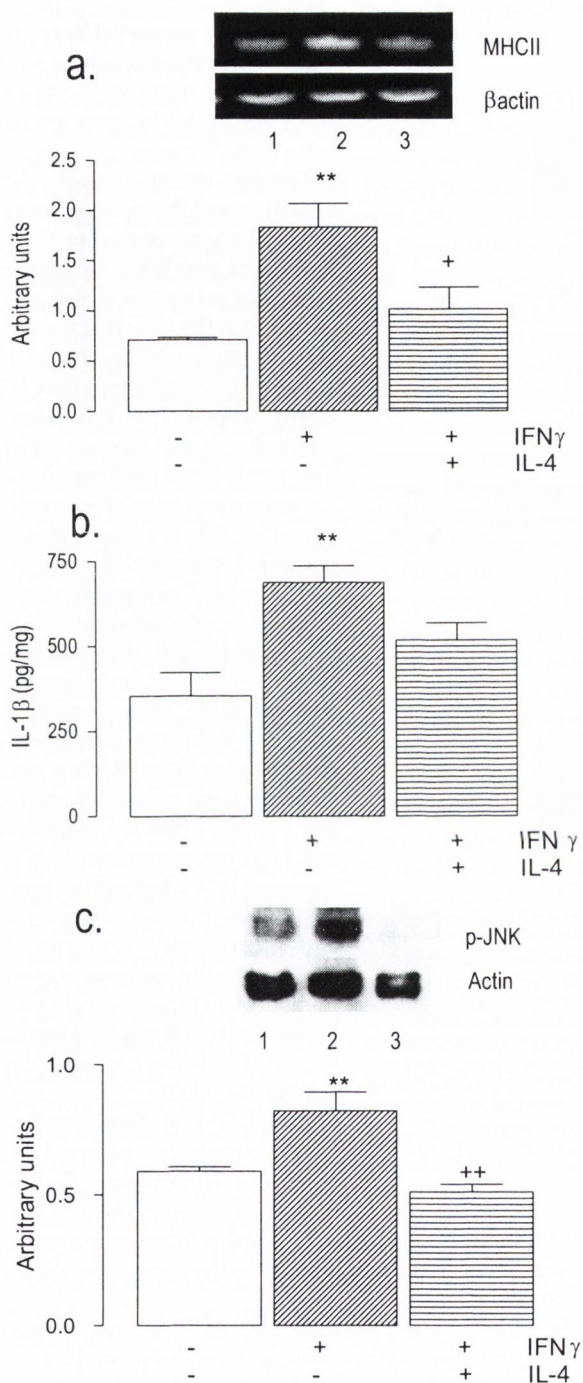 a.
MHCII
βactin
1 2 3
2.5
**
2.0
1.5
+
Arbitrary units
1.0
0.5
0.0
- + + IFNγ
- - + IL-4
b.
750
**
500
IL-1β (pg/mg)
250
0
- + + IFN γ
- - + IL-4
c.
p-JNK
Actin
1 2 3
1.0
**
++
Arbitrary units
0.5
0.0
- + + IFNγ
- - + IL-4